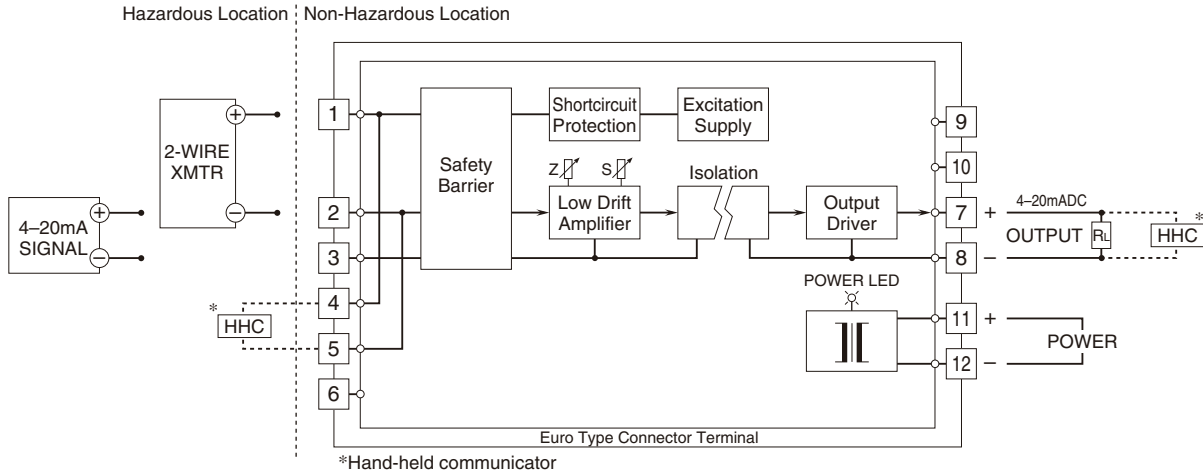 Hazardous Location
Non-Hazardous Location
1
2
3
4
5
6
+
2-WIRE
XMTR
−
4–20mA
SIGNAL
+
−
*
HHC
Safety
Barrier
Shortcircuit
Protection
Excitation
Supply
Z
S
Low Drift
Amplifier
Isolation
Output
Driver
POWER LED
9
10
7
8
11
12
+
4–20mADC
OUTPUT
RL
*
HHC
−
+
POWER
−
Euro Type Connector Terminal
*Hand-held communicator